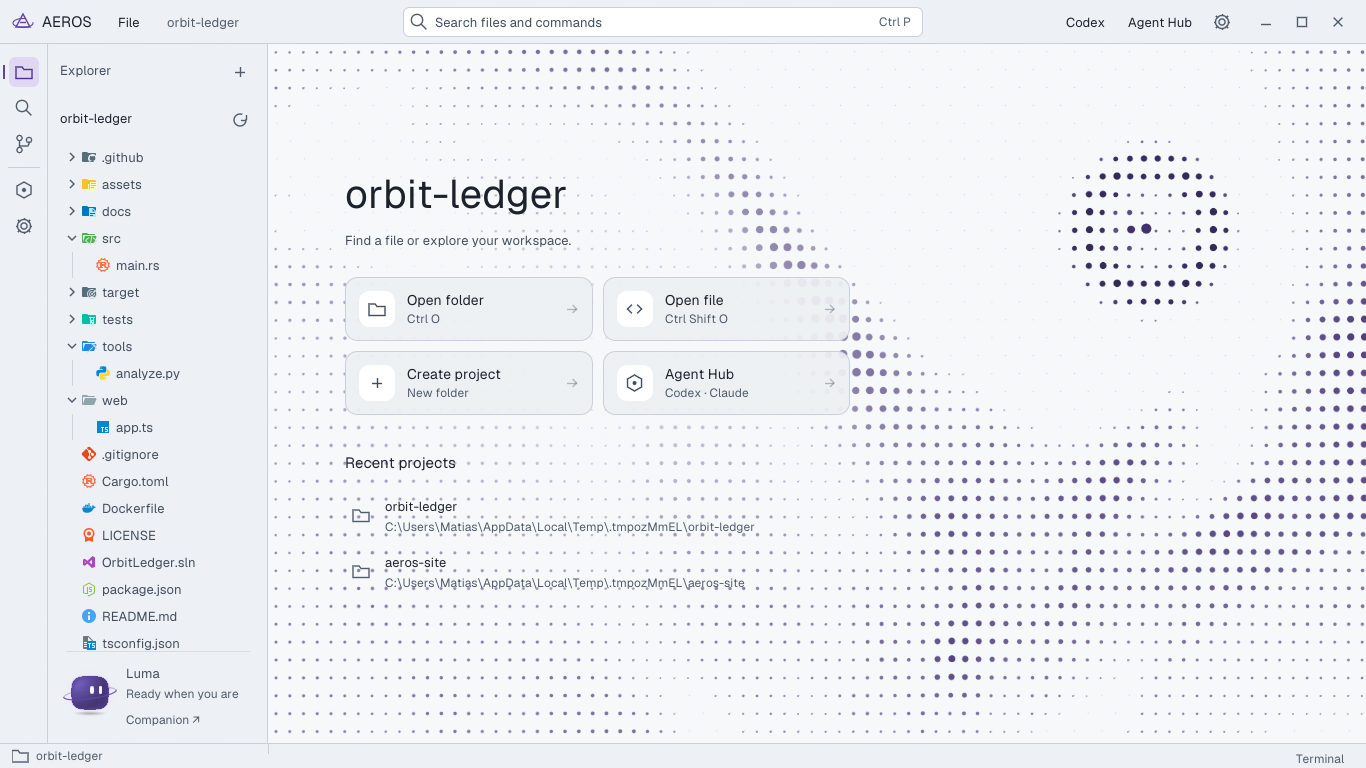 AEROS File orbit-ledger Search files and commands Ctrl P Codex Agent Hub
Explorer
orbit-ledger
.github
assets
docs
src
main.rs
target
tests
tools
analyze.py
web
app.ts
.gitignore
Cargo.toml
Dockerfile
LICENSE
OrbitLedger.sln
package.json
README.md
tsconfig.json
Luma
Ready when you are
Companion ↗
orbit-ledger
Find a file or explore your workspace.
Open folder
Ctrl O
Open file
Ctrl Shift O
Create project
New folder
Agent Hub
Codex · Claude
Recent projects
orbit-ledger
C:\Users\Matias\AppData\Local\Temp\.tmpozMmEL\orbit-ledger
aeros-site
C:\Users\Matias\AppData\Local\Temp\.tmpozMmEL\aeros-site
orbit-ledger
Terminal